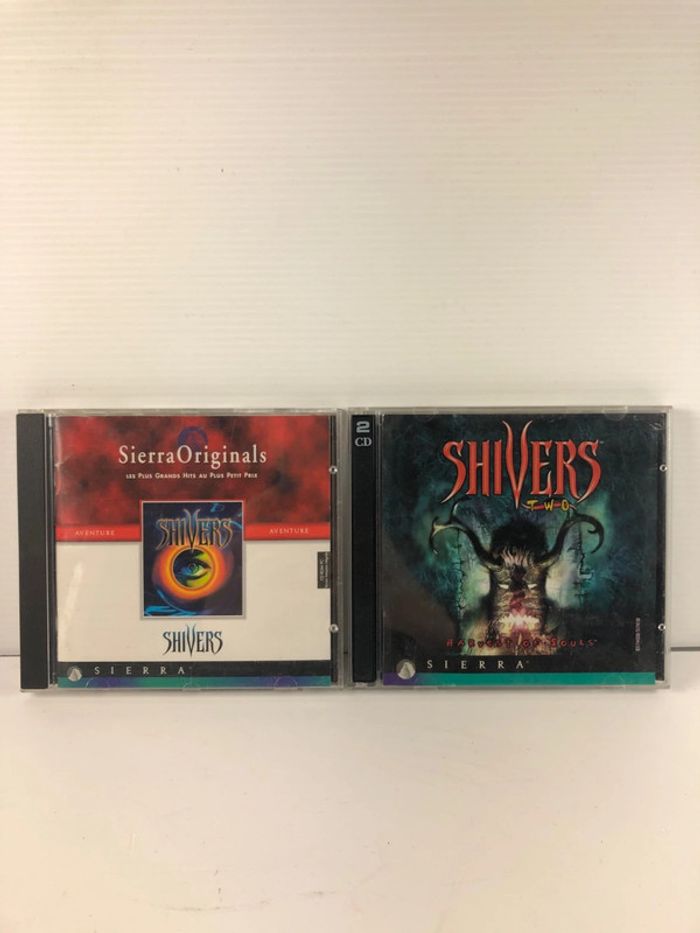 SierraOriginals
LES PLUS GRANDS HITS AU PLUS PETIT PRIX
AVENTURE
AVENTURE
SHIVERS
SHIVERS
SIERRA
2
CD
SHIVERS
TWO
HARVEST OF SOULS
SIERRA